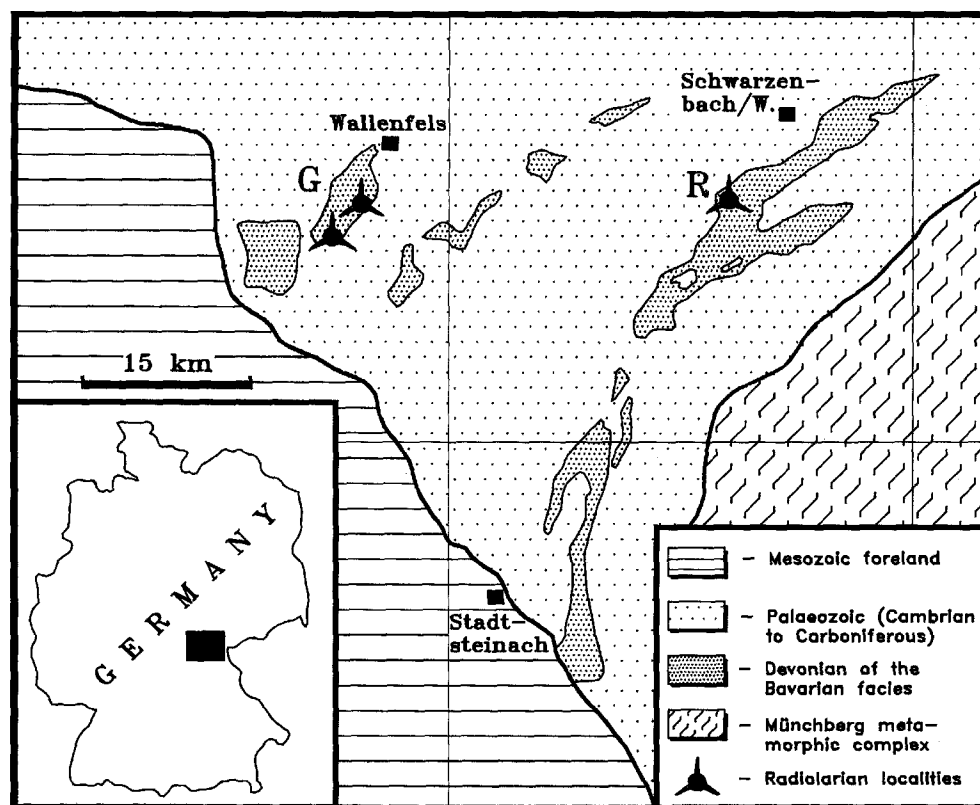 Schwarzen-
bach/W.
Wallenfels
G
R
15 km
GERMANY
Stadt-
steinach
- Mesozoic foreland
- Palaeozoic (Cambrian
to Carboniferous)
- Devonian of the
Bavarian facies
- Münchberg meta-
morphic complex
- Radiolarian localities